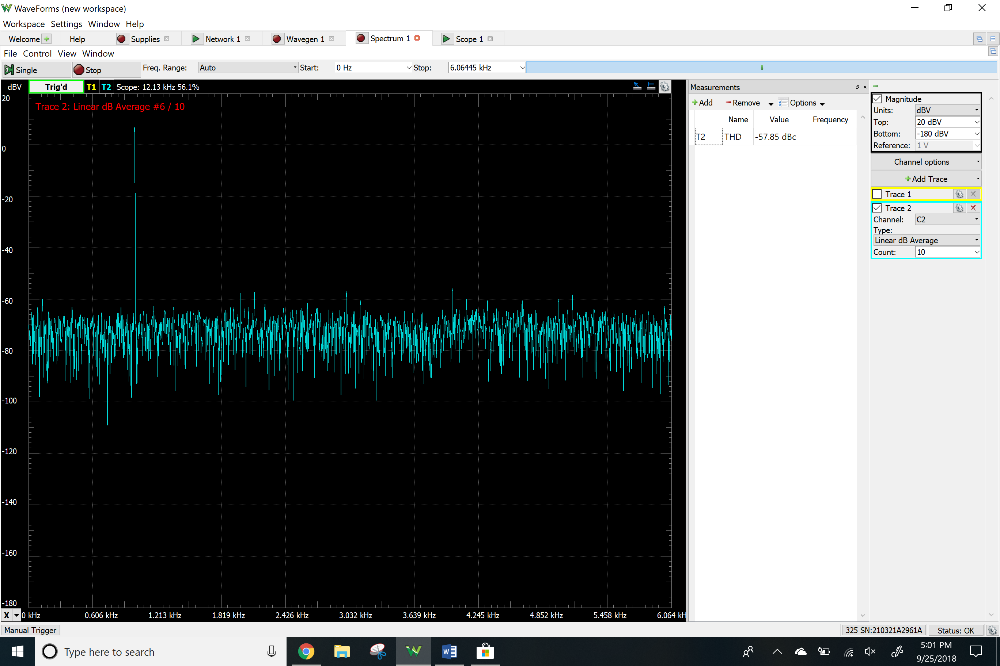 WaveForms (new workspace)
Workspace Settings Window Help
Welcome Help Supplies Network 1 Wavegen 1 Spectrum 1 Scope 1
File Control View Window
Single Stop Freq. Range: Auto Start: 0 Hz Stop: 6.06445 kHz
dBV Trig'd T1 T2 Scope: 12.13 kHz 56.1%
Trace 2: Linear dB Average #6 / 10
20
0
-20
-40
-60
-80
-100
-120
-140
-160
-180
X 0 kHz 0.606 kHz 1.213 kHz 1.819 kHz 2.426 kHz 3.032 kHz 3.639 kHz 4.245 kHz 4.852 kHz 5.458 kHz 6.064 kH
Measurements
Add Remove Options
Name Value Frequency
T2 THD -57.85 dBc
Magnitude
Units: dBV
Top: 20 dBV
Bottom: -180 dBV
Reference: 1 V
Channel options
Add Trace
Trace 1
Trace 2
Channel: C2
Type:
Linear dB Average
Count: 10
Manual Trigger 325 SN:210321A2961A Status: OK
Type here to search
5:01 PM
9/25/2018